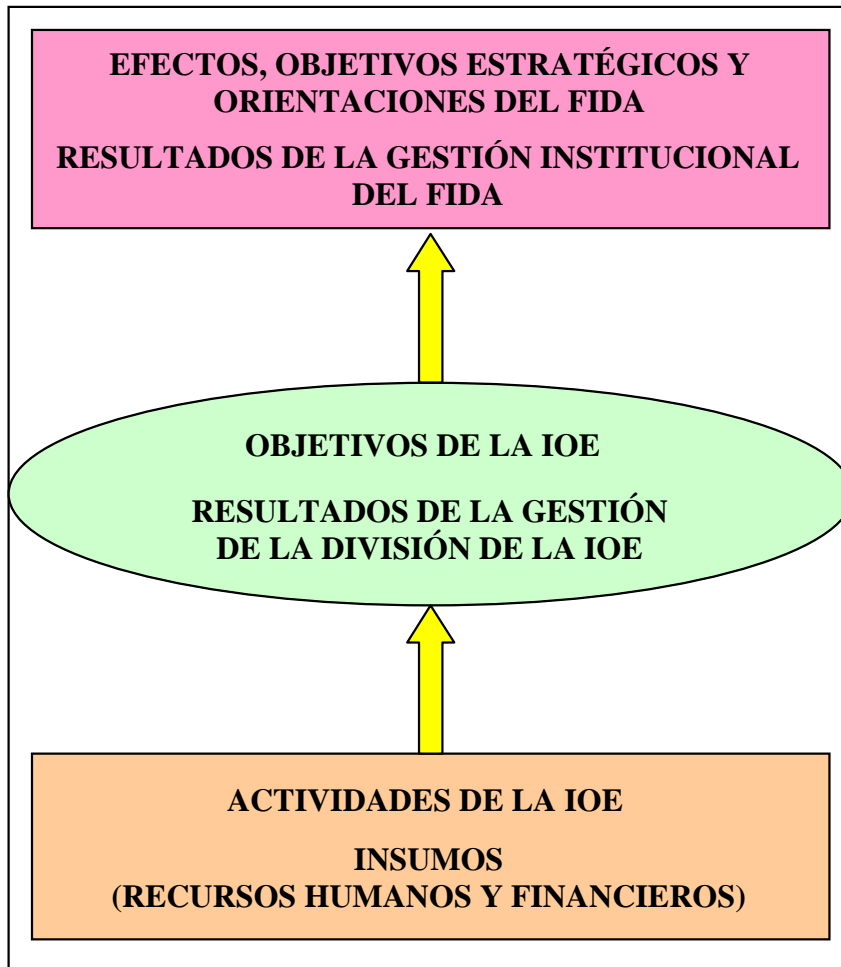 EFECTOS, OBJETIVOS ESTRATÉGICOS Y
ORIENTACIONES DEL FIDA
RESULTADOS DE LA GESTIÓN INSTITUCIONAL
DEL FIDA
OBJETIVOS DE LA IOE
RESULTADOS DE LA GESTIÓN
DE LA DIVISIÓN DE LA IOE
ACTIVIDADES DE LA IOE
INSUMOS
(RECURSOS HUMANOS Y FINANCIEROS)